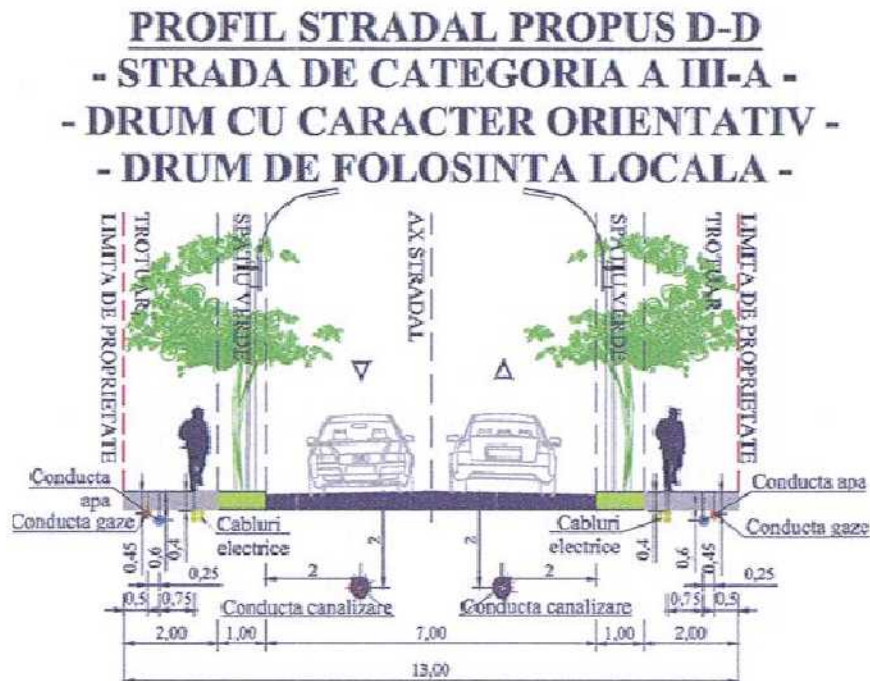 PROFIL STRADAL PROPUS D-D
- STRADA DE CATEGORIA A III-A -
- DRUM CU CARACTER ORIENTATIV -
- DRUM DE FOLOSINTA LOCALA -
LIMITA DE PROPRIETATE
TROTUAR
SPATIU VERDE
AX STRADAL
SPATIU VERDE
TROTUAR
LIMITA DE PROPRIETATE
Conducta
apa
Conducta gaze
Cabluri
electrice
Cabluri
electrice
Conducta apa
Conducta gaze
0,45
0,6
0,4
2
2
0,4
0,6
0,45
2
2
0,25
0,25
Conducta canalizare
Conducta canalizare
0,5
0,75
0,75
0,5
2,00
1,00
7,00
1,00
2,00
13,00